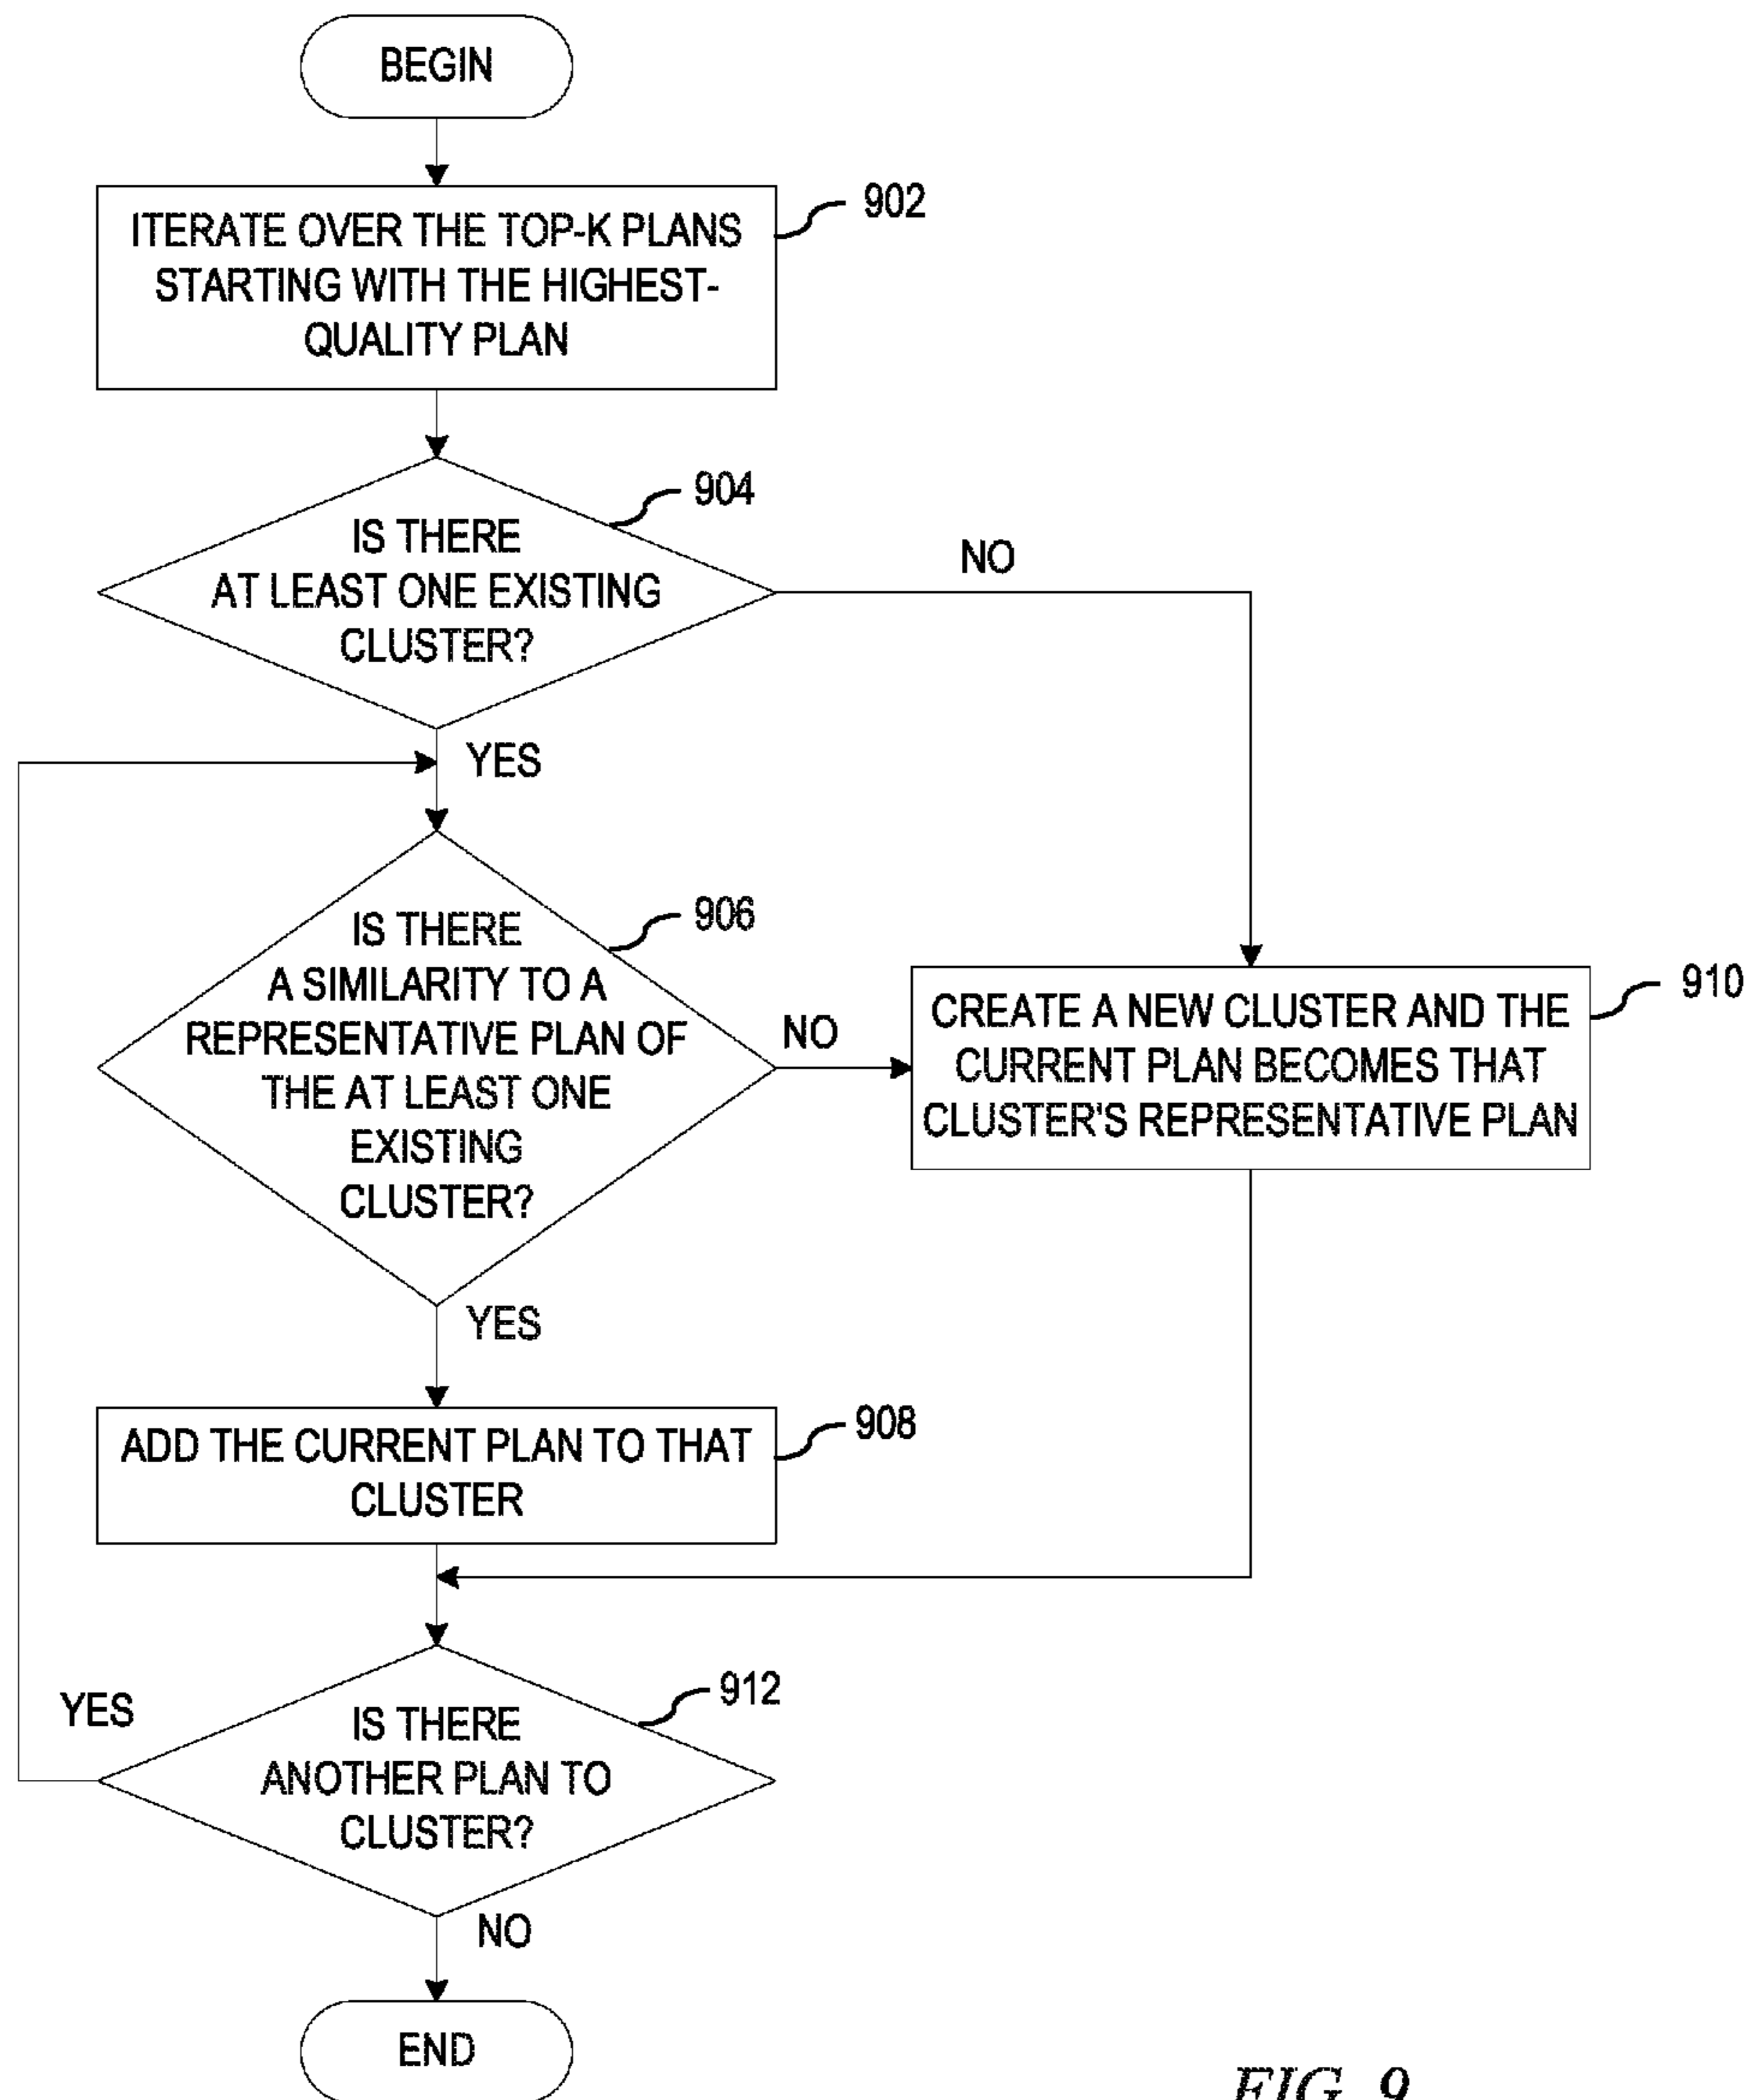 BEGIN
ITERATE OVER THE TOP-K PLANS
STARTING WITH THE HIGHEST-
QUALITY PLAN
902
IS THERE
AT LEAST ONE EXISTING
CLUSTER?
904
NO
YES
IS THERE
A SIMILARITY TO A
REPRESENTATIVE PLAN OF
THE AT LEAST ONE
EXISTING
CLUSTER?
906
NO
CREATE A NEW CLUSTER AND THE
CURRENT PLAN BECOMES THAT
CLUSTER'S REPRESENTATIVE PLAN
910
YES
ADD THE CURRENT PLAN TO THAT
CLUSTER
908
YES
IS THERE
ANOTHER PLAN TO
CLUSTER?
912
NO
END
FIG. 9